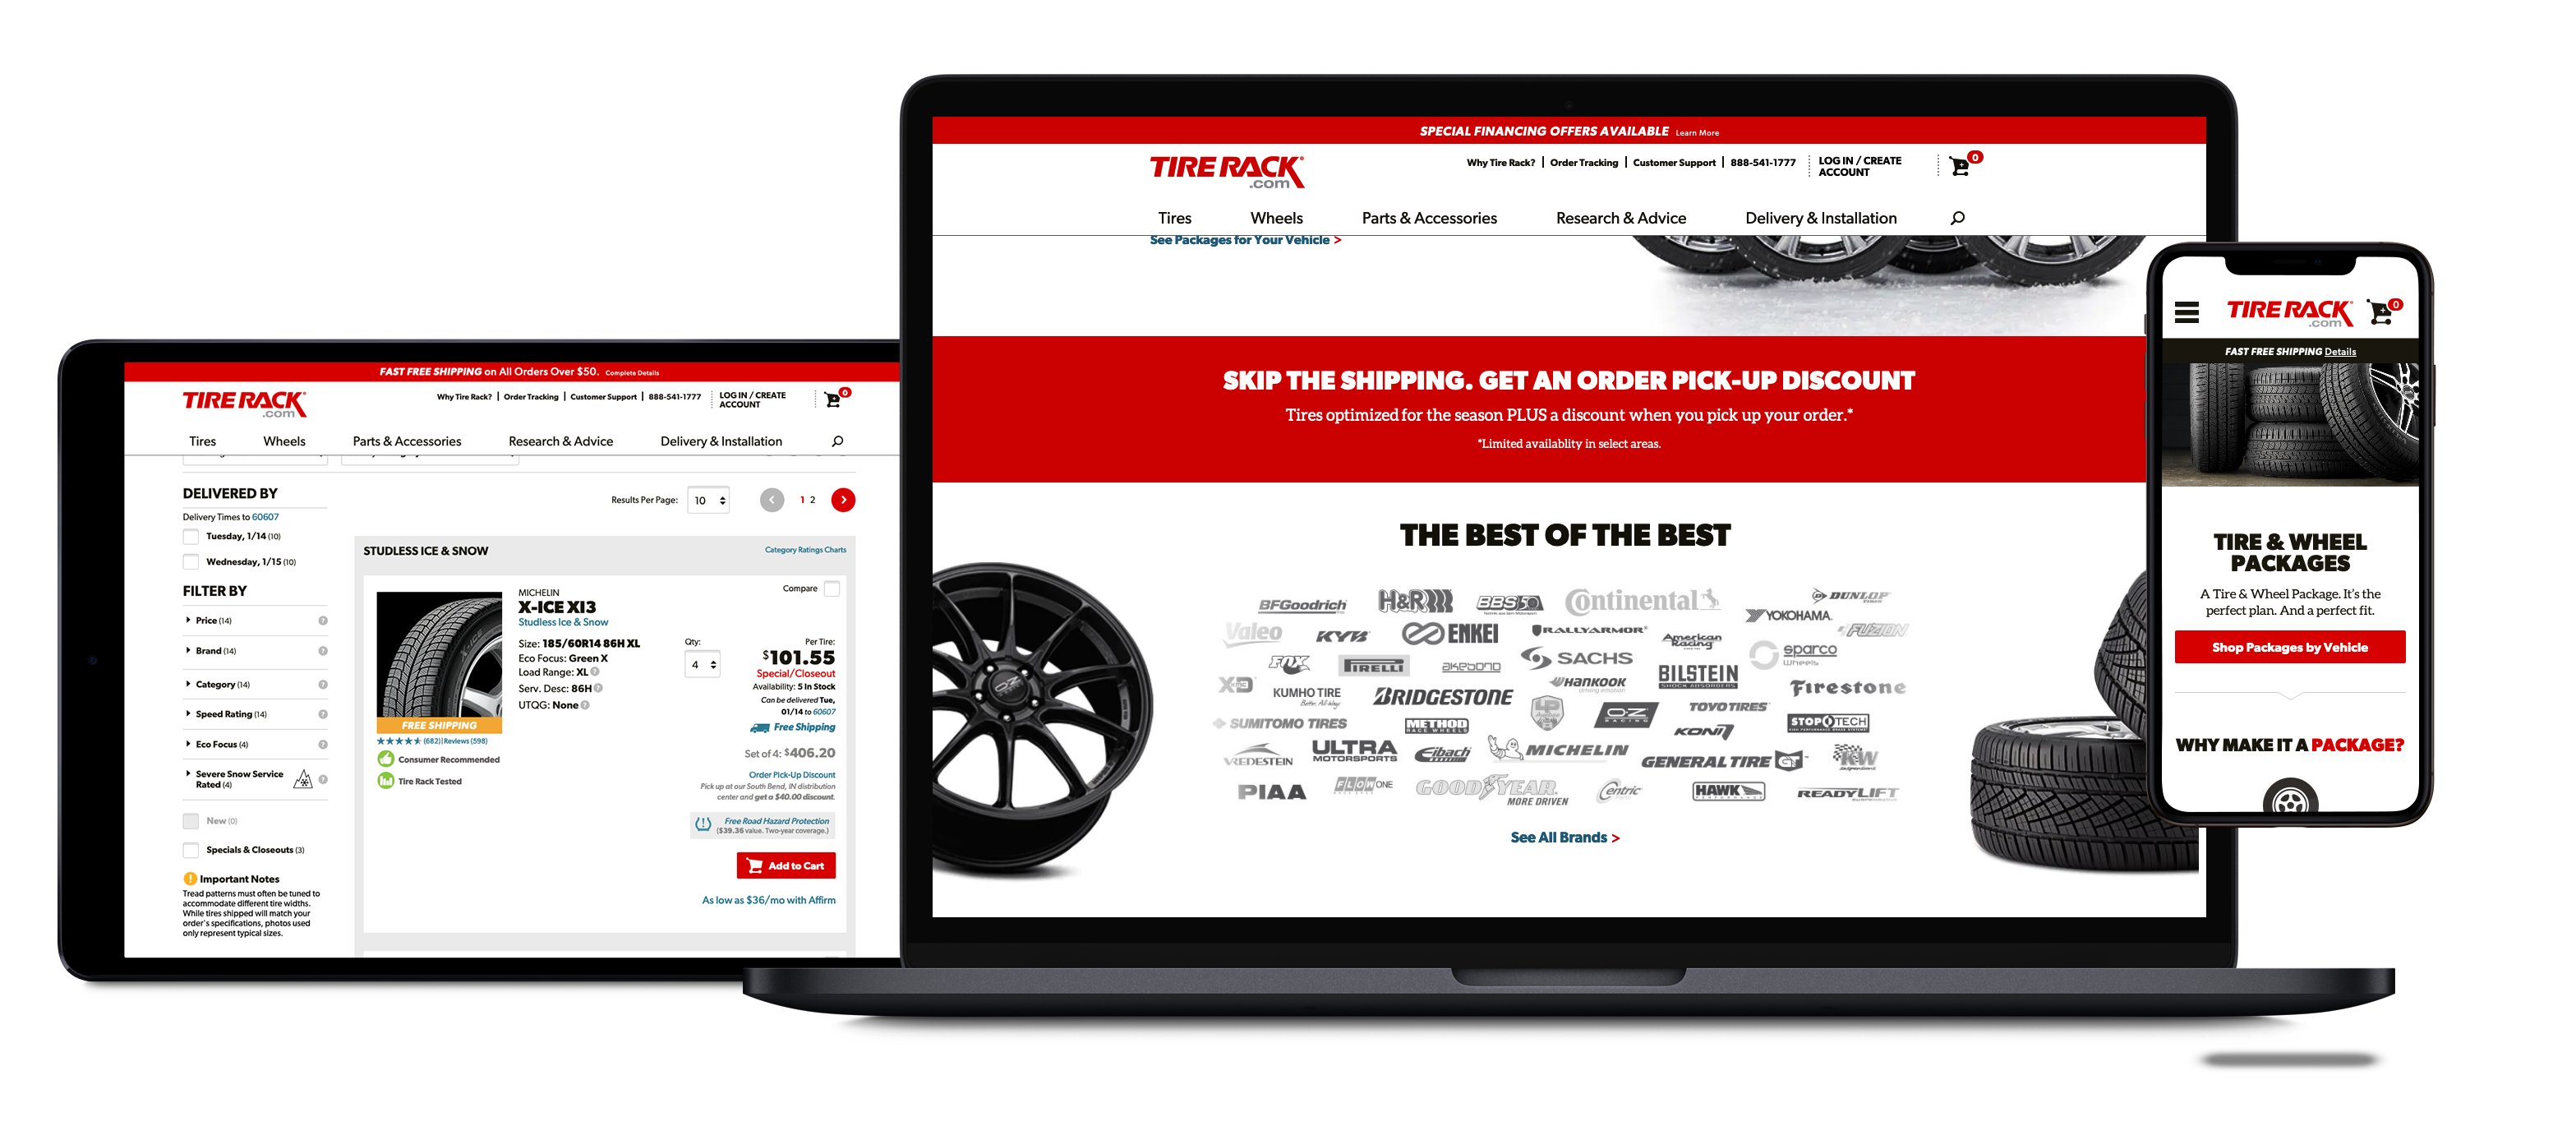 FAST FREE SHIPPING on All Orders Over $50. Complete Details
TIRE RACK
.com
Why Tire Rack? | Order Tracking | Customer Support | 888-541-1777
LOG IN / CREATE
ACCOUNT
0
Tires Wheels Parts & Accessories Research & Advice Delivery & Installation
DELIVERED BY
Delivery Times to 60607
Tuesday, 1/14 (10)
Wednesday, 1/15 (10)
FILTER BY
Price (14)
Brand (14)
Category (14)
Speed Rating (14)
Eco Focus (4)
Severe Snow Service
Rated (4)
New (0)
Specials & Closeouts (3)
Important Notes
Tread patterns must often be tuned to
accommodate different tire widths.
While tires shipped will match your
order's specifications, photos used
only represent typical sizes.
Results Per Page: 10
1 2
STUDLESS ICE & SNOW
Category Ratings Charts
Compare
MICHELIN
X-ICE XI3
Studless Ice & Snow
Size: 185/60R14 86H XL
Eco Focus: Green X
Load Range: XL
Serv. Desc: 86H
UTQG: None
FREE SHIPPING
(682)|Reviews (598)
Consumer Recommended
Tire Rack Tested
Qty:
4
Per Tire:
$101.55
Special/Closeout
Availability: 5 In Stock
Can be delivered Tue,
01/14 to 60607
Free Shipping
Set of 4: $406.20
Order Pick-Up Discount
Pick up at our South Bend, IN distribution
center and get a $40.00 discount.
Free Road Hazard Protection
($39.36 value. Two-year coverage.)
Add to Cart
As low as $36/mo with Affirm
SPECIAL FINANCING OFFERS AVAILABLE Learn More
TIRE RACK
.com
Why Tire Rack? | Order Tracking | Customer Support | 888-541-1777
LOG IN / CREATE
ACCOUNT
0
Tires Wheels Parts & Accessories Research & Advice Delivery & Installation
See Packages for Your Vehicle >
SKIP THE SHIPPING. GET AN ORDER PICK-UP DISCOUNT
Tires optimized for the season PLUS a discount when you pick up your order.*
*Limited availablity in select areas.
THE BEST OF THE BEST
BFGoodrich H&R BBS 50 Continental DUNLOP
YOKOHAMA
Valeo KYB ENKEI RALLYARMOR American Racing FUZION
FOX PIRELLI akebono SACHS BILSTEIN sparco
SHOCK ABSORBERS wheels
KUMHO TIRE BRIDGESTONE HANKOOK Firestone
driving emotion
SUMITOMO TIRES METHOD O.Z TOYO TIRES STOPTECH
RACE WHEELS RACING KONI
VREDESTEIN ULTRA Eibach MICHELIN GENERAL TIRE KW
MOTORSPORTS
PIAA FLOW ONE GOODYEAR Centric HAWK READYLIFT
MORE DRIVEN PERFORMANCE
See All Brands >
TIRE RACK
.com
0
FAST FREE SHIPPING Details
TIRE & WHEEL
PACKAGES
A Tire & Wheel Package. It's the
perfect plan. And a perfect fit.
Shop Packages by Vehicle
WHY MAKE IT A PACKAGE?